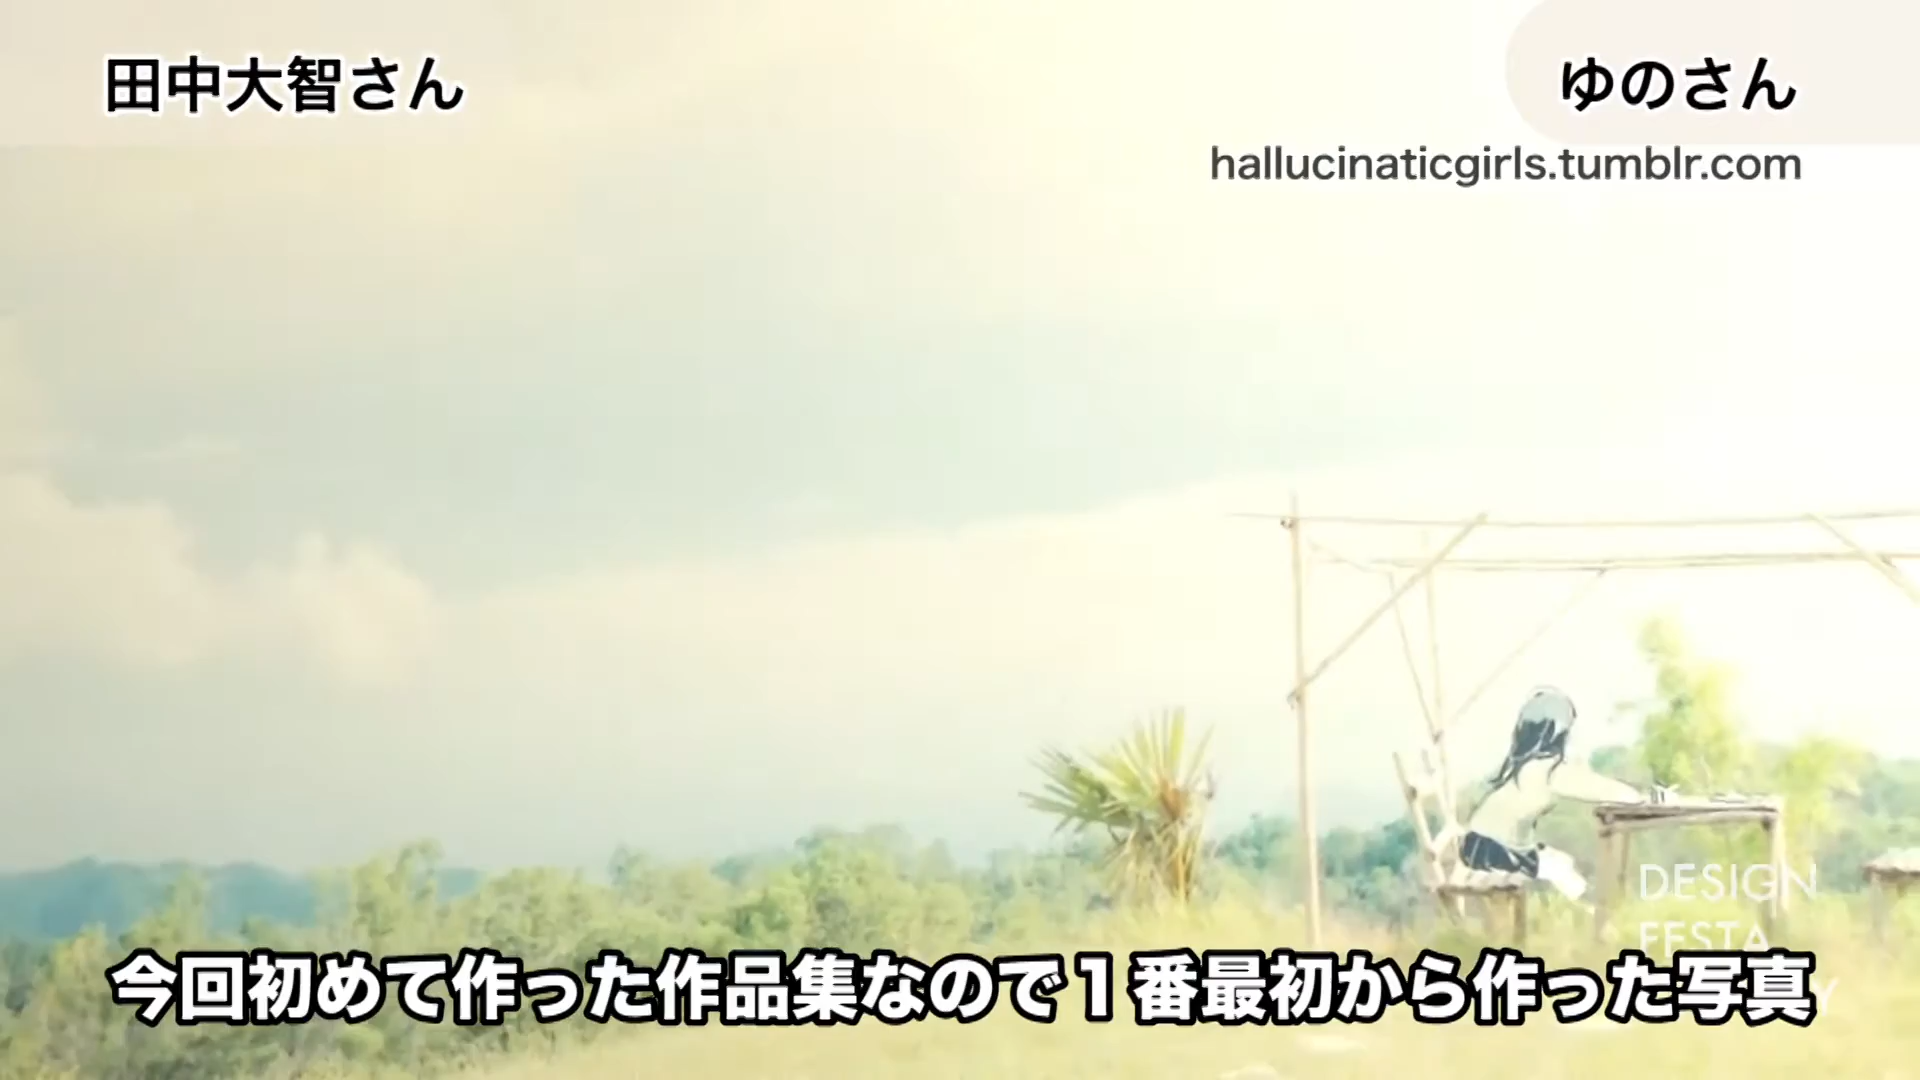 田中大智さん
ゆのさん
hallucinaticgirls.tumblr.com
DESIGN
FESTA
今回初めて作った作品集なので1番最初から作った写真